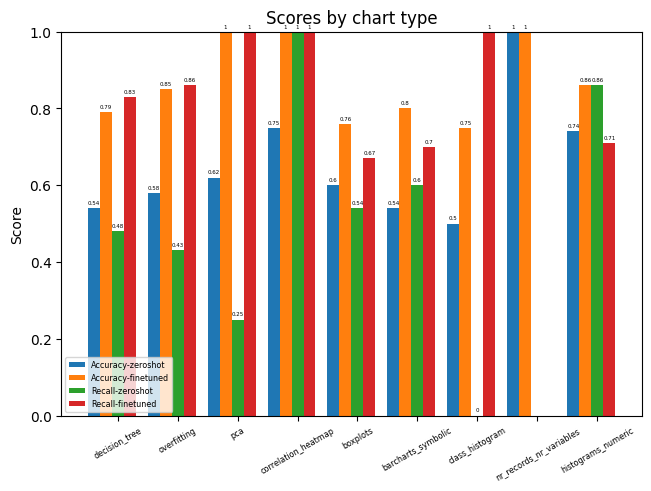 Scores by chart type
Score
1.0
0.8
0.6
0.4
0.2
0.0
0.54 0.79 0.48 0.83
0.58 0.85 0.43 0.86
0.62 1 0.25 1
0.75 1 1 1
0.6 0.76 0.54 0.67
0.54 0.8 0.6 0.7
0.5 0.75 0 1
1 1
0.74 0.86 0.86 0.71
Accuracy-zeroshot
Accuracy-finetuned
Recall-zeroshot
Recall-finetuned
decision_tree
overfitting
pca
correlation_heatmap
boxplots
barcharts_symbolic
class_histogram
nr_records_nr_variables
histograms_numeric